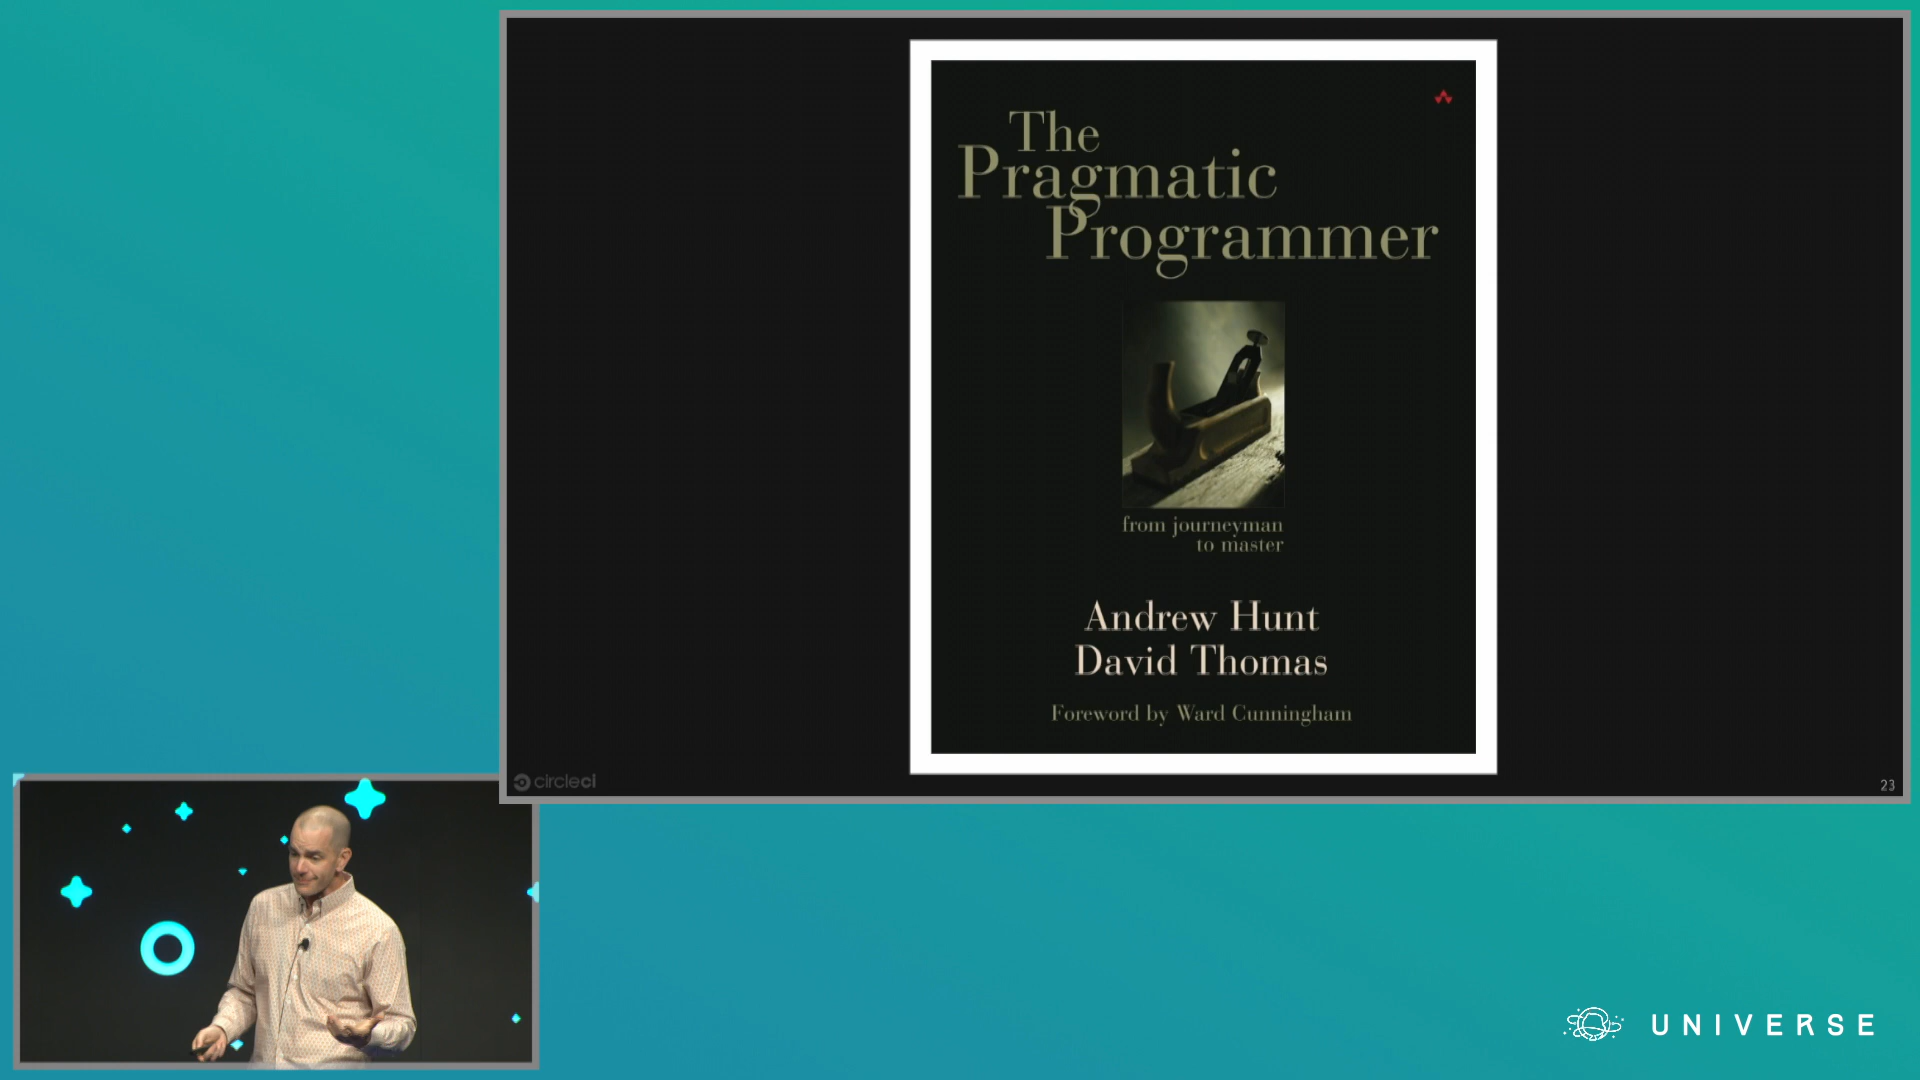 The
Pragmatic
Programmer
from journeyman
to master
Andrew Hunt
David Thomas
Foreword by Ward Cunningham
circleci
23
UNIVERSE